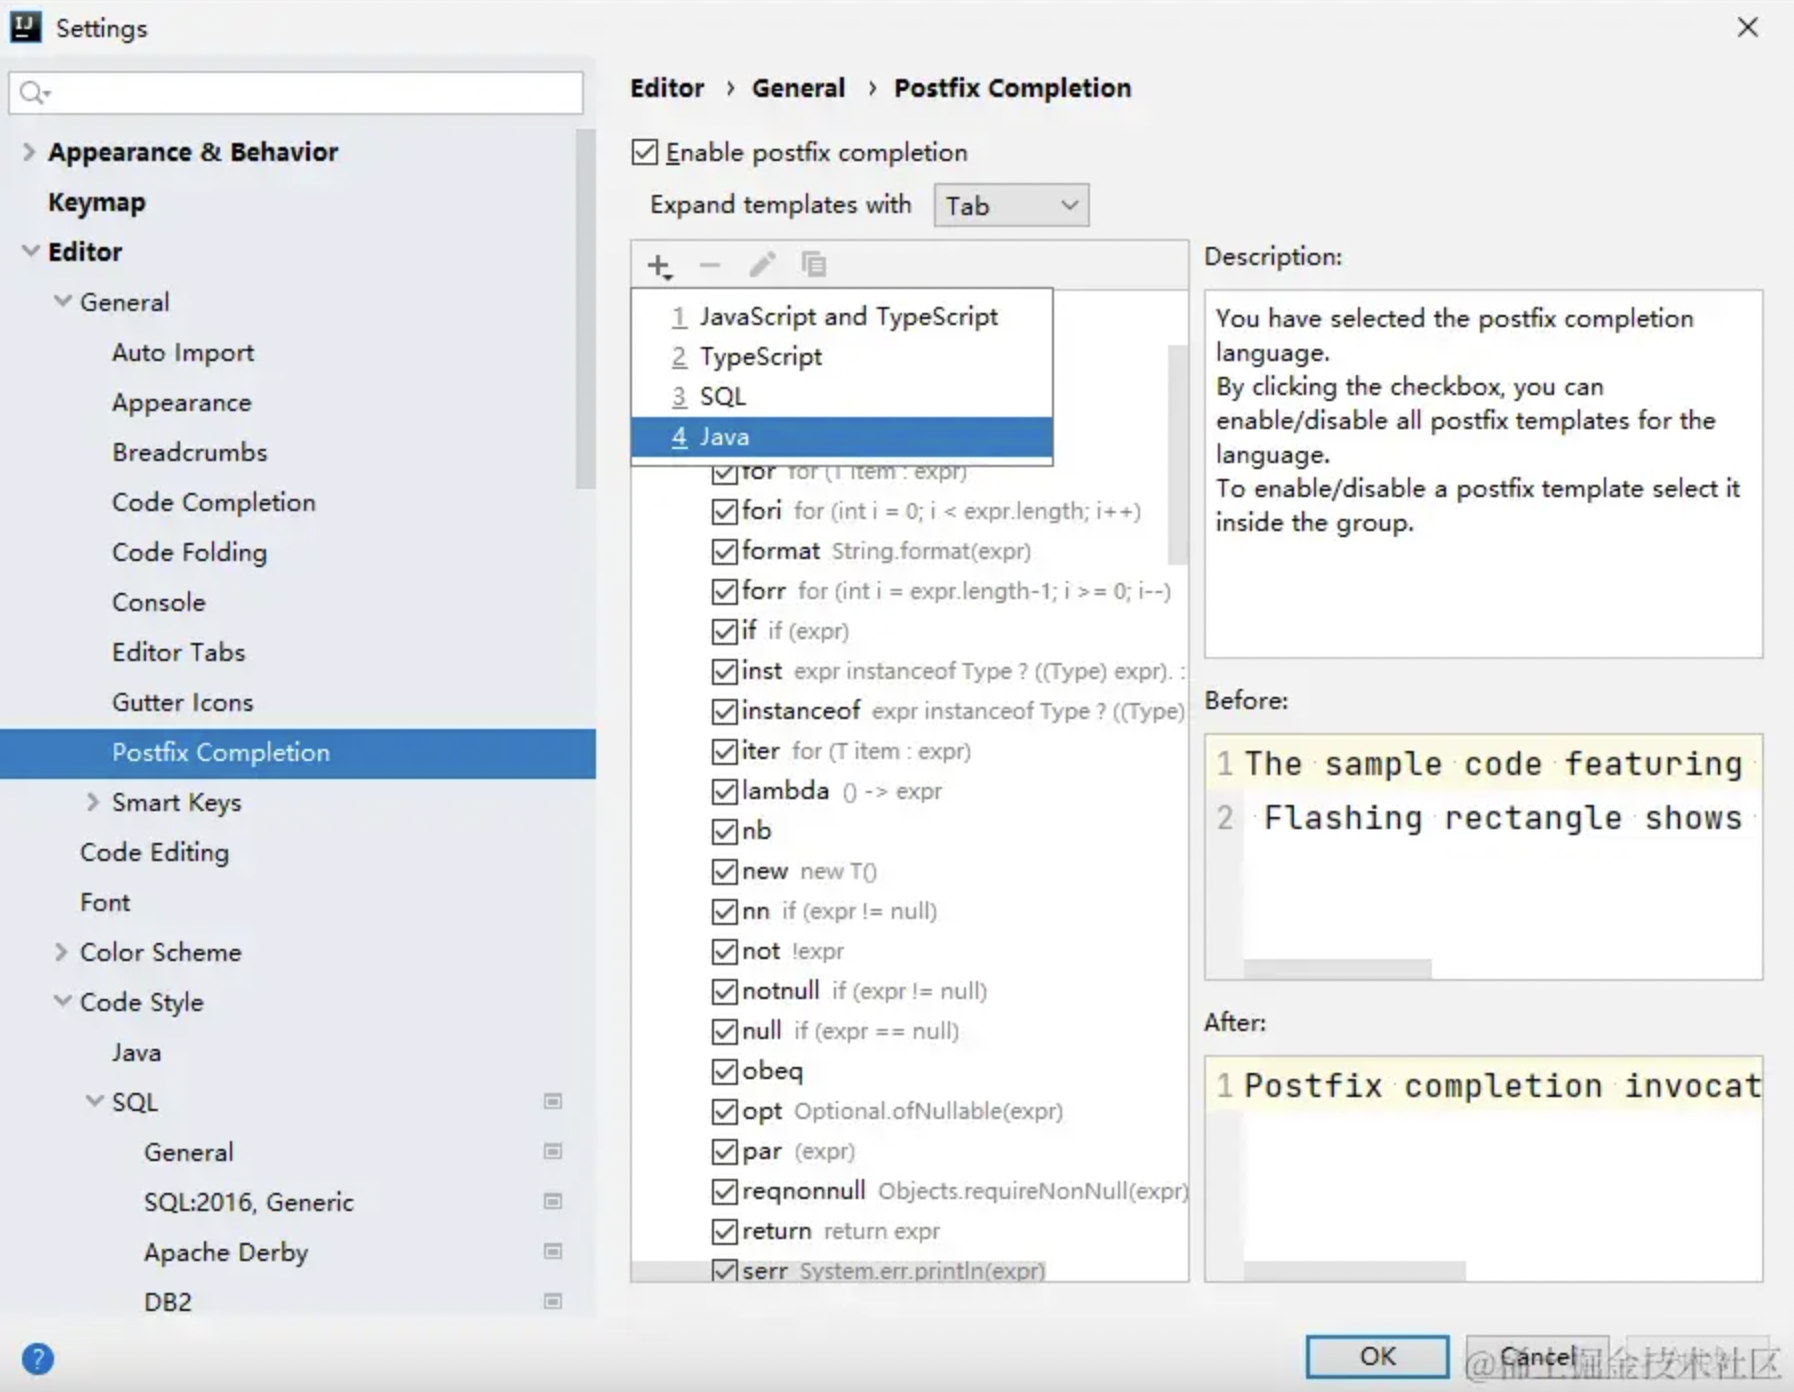 Settings
Appearance & Behavior
Keymap
Editor
General
Auto Import
Appearance
Breadcrumbs
Code Completion
Code Folding
Console
Editor Tabs
Gutter Icons
Postfix Completion
Smart Keys
Code Editing
Font
Color Scheme
Code Style
Java
SQL
General
SQL:2016, Generic
Apache Derby
DB2
Editor › General › Postfix Completion
Enable postfix completion
Expand templates with Tab
1 JavaScript and TypeScript
2 TypeScript
3 SQL
4 Java
for for (T item : expr)
fori for (int i = 0; i < expr.length; i++)
format String.format(expr)
forr for (int i = expr.length-1; i >= 0; i--)
if if (expr)
inst expr instanceof Type ? ((Type) expr). :
instanceof expr instanceof Type ? ((Type)
iter for (T item : expr)
lambda () -> expr
nb
new new T()
nn if (expr != null)
not !expr
notnull if (expr != null)
null if (expr == null)
obeq
opt Optional.ofNullable(expr)
par (expr)
reqnonnull Objects.requireNonNull(expr)
return return expr
serr System.err.println(expr)
Description:
You have selected the postfix completion
language.
By clicking the checkbox, you can
enable/disable all postfix templates for the
language.
To enable/disable a postfix template select it
inside the group.
Before:
1 The sample code featuring
2 Flashing rectangle shows
After:
1 Postfix completion invocat
?
OK
Cancel
@稀土掘金技术社区